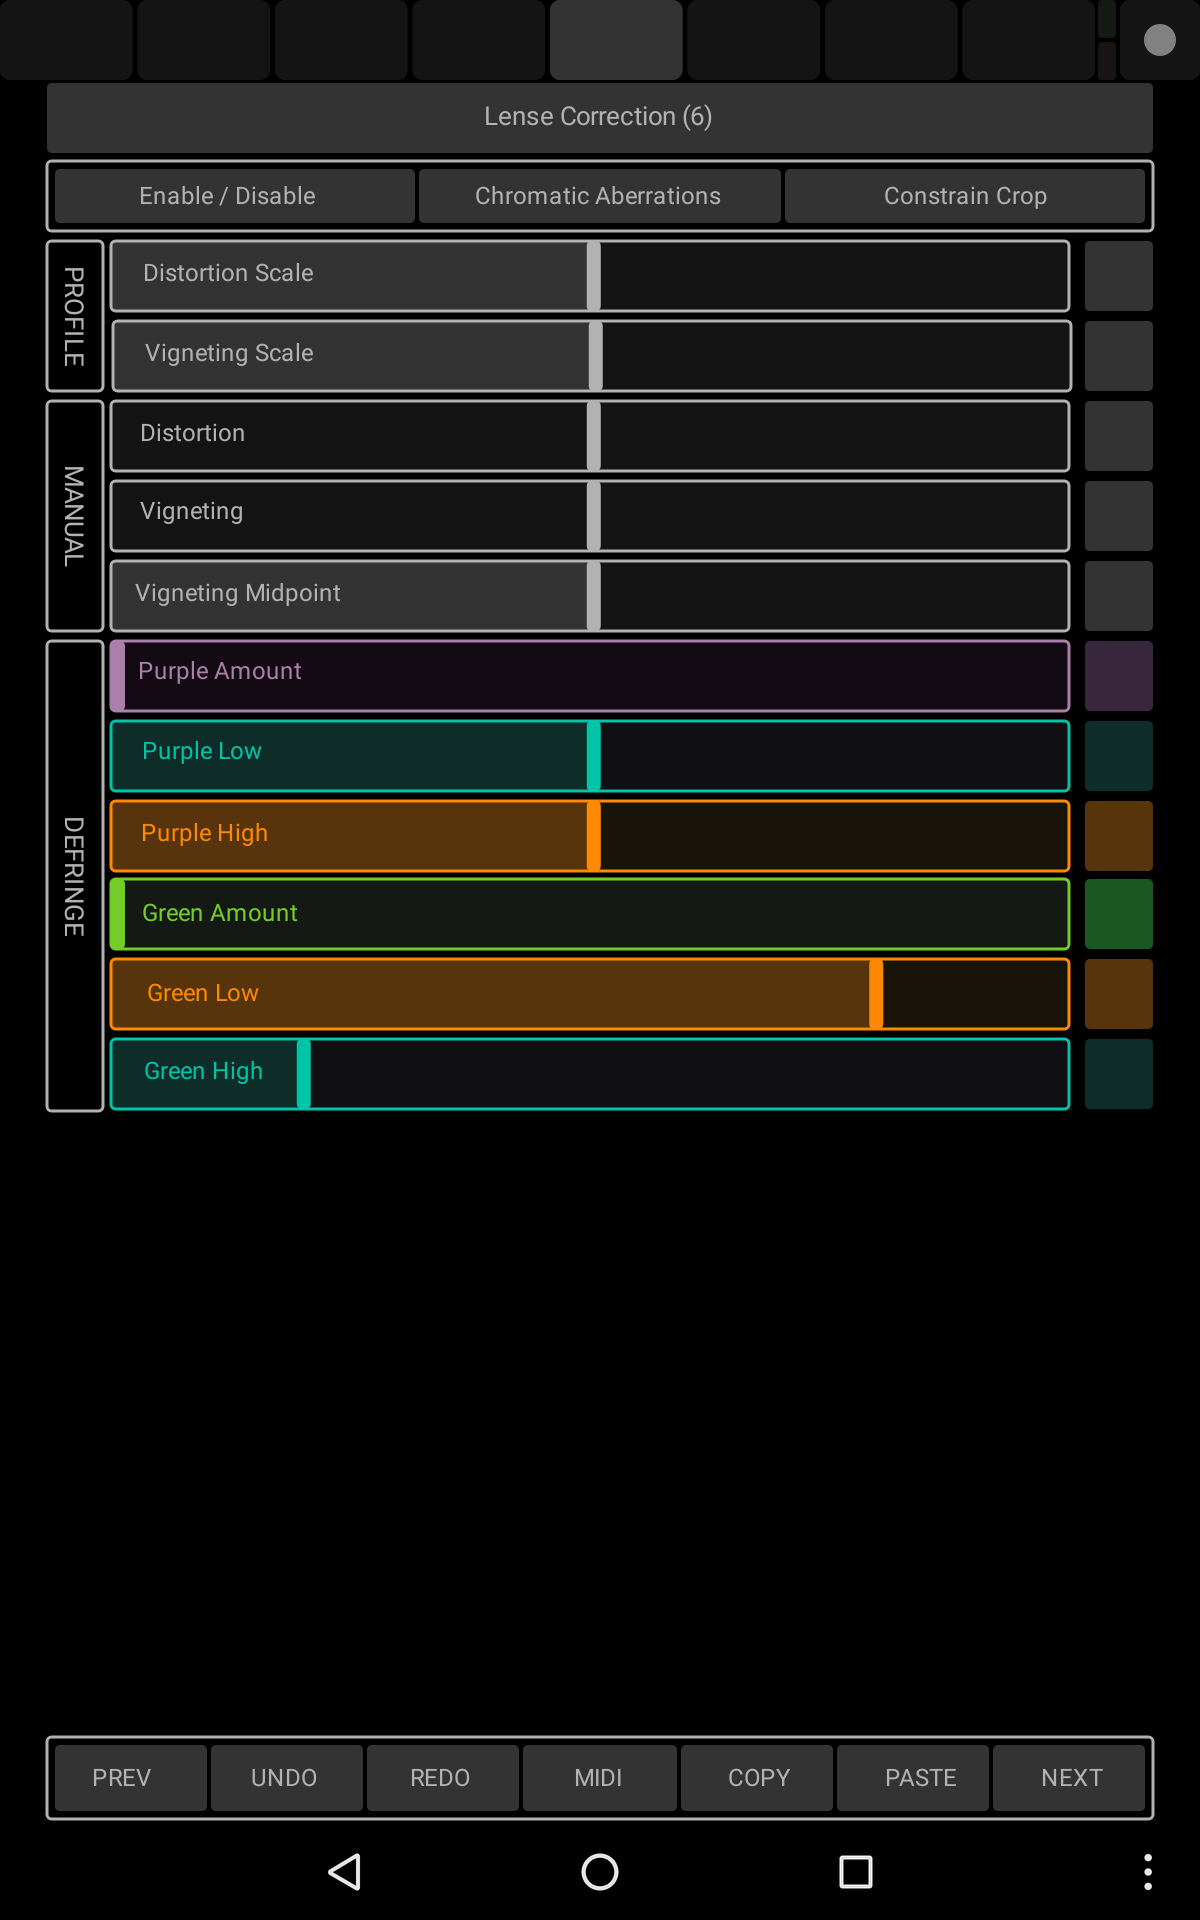 Lense Correction (6)
Enable / Disable
Chromatic Aberrations
Constrain Crop
PROFILE
Distortion Scale
Vigneting Scale
MANUAL
Distortion
Vigneting
Vigneting Midpoint
DEFRINGE
Purple Amount
Purple Low
Purple High
Green Amount
Green Low
Green High
PREV
UNDO
REDO
MIDI
COPY
PASTE
NEXT